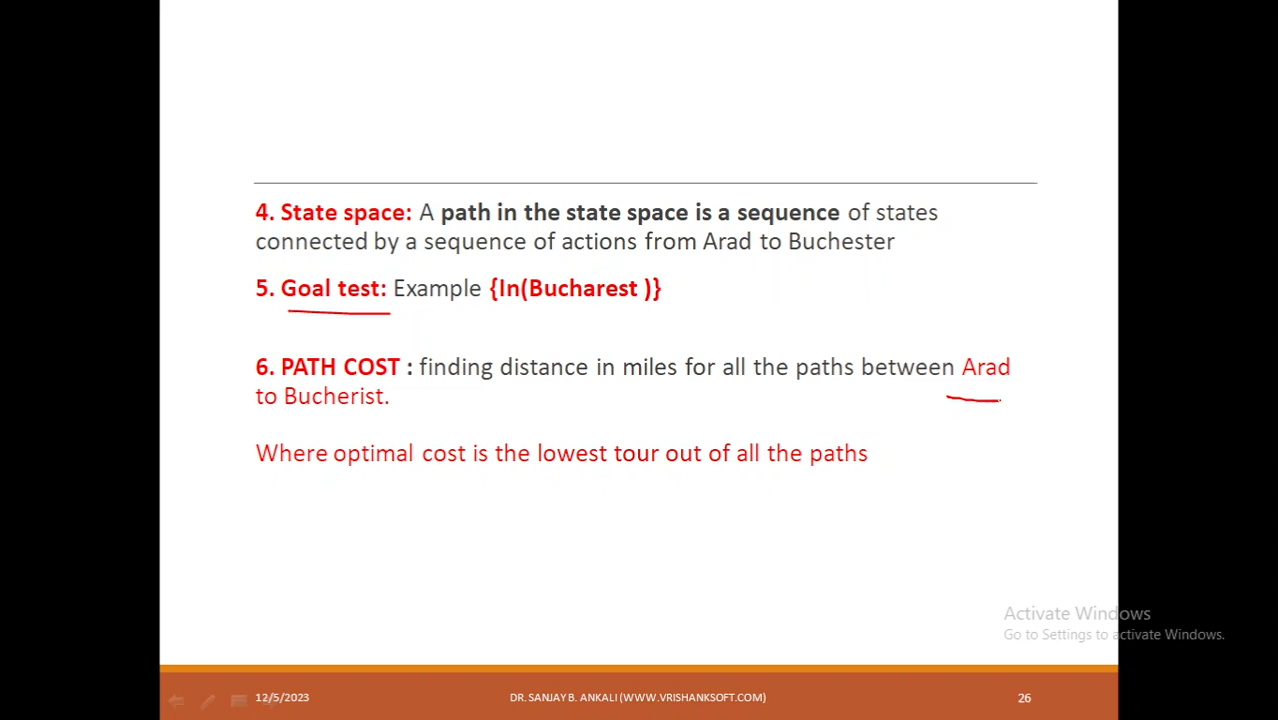 4. State space: A path in the state space is a sequence of states
connected by a sequence of actions from Arad to Buchester
5. Goal test: Example {In(Bucharest )}
6. PATH COST : finding distance in miles for all the paths between Arad
to Bucherist.
Where optimal cost is the lowest tour out of all the paths
Activate Windows
Go to Settings to activate Windows.
12/5/2023
DR. SANJAY B. ANKALI (WWW.VRISHANKSOFT.COM)
26